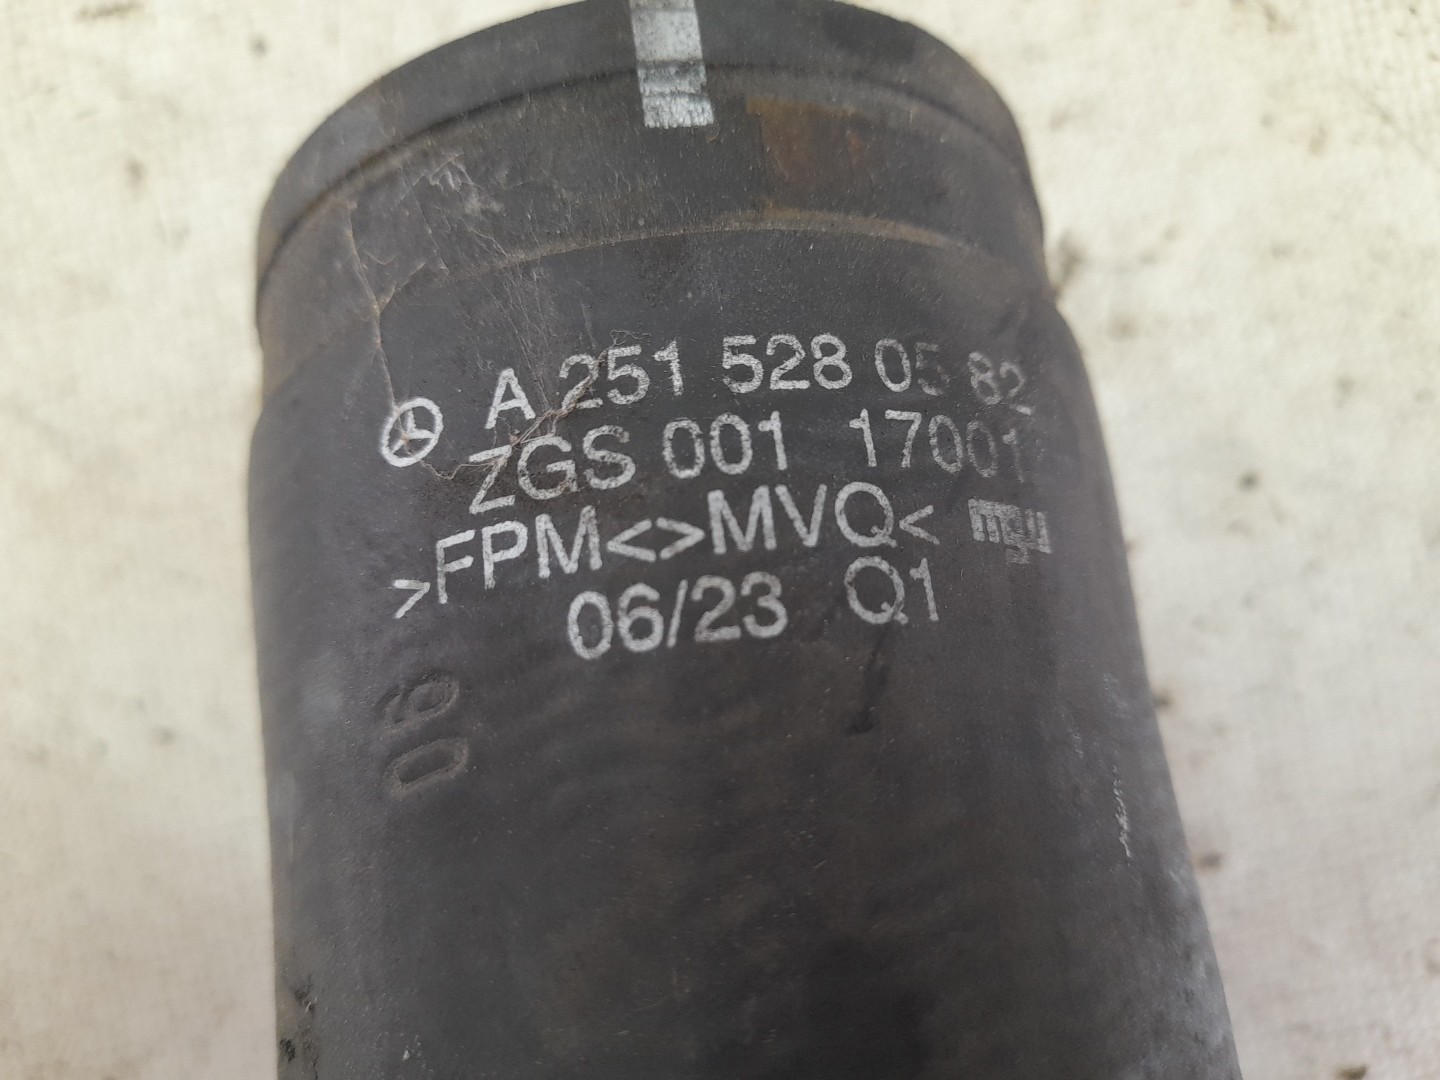 A 251 528 05 82
ZGS 001 17001
>FPM<>MVQ<
06/23 Q1
06